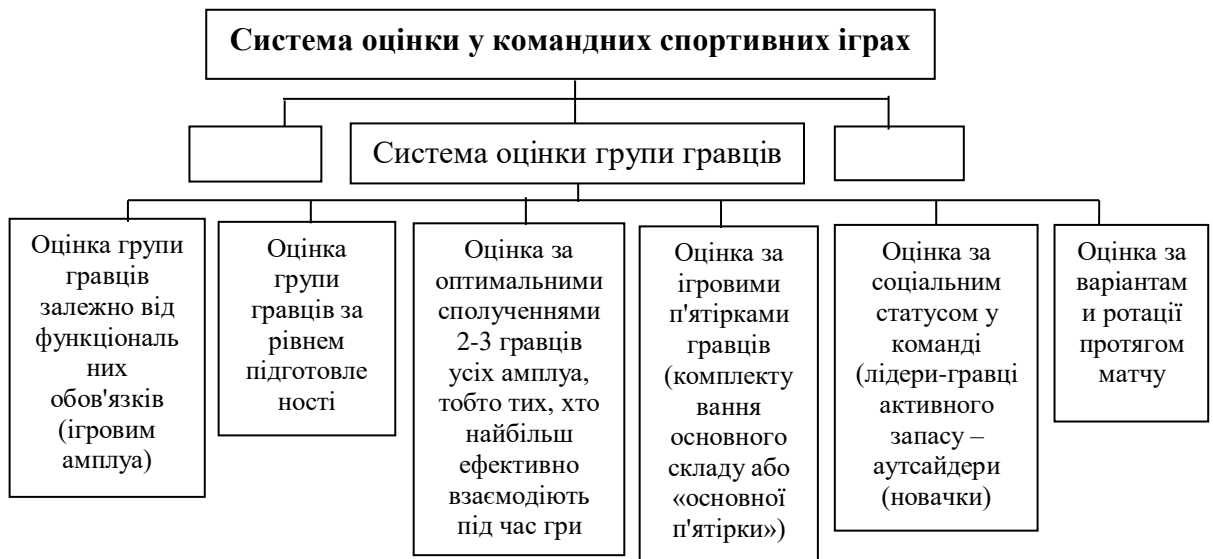 Система оцінки у командних спортивних іграх
Система оцінки групи гравців
Оцінка групи
гравців
залежно від
функціональ
них
обов'язків
(ігровим
амплуа)
Оцінка
групи
гравців за
рівнем
підготовле
ності
Оцінка за
оптимальними
сполученнями
2-3 гравців
усіх амплуа,
тобто тих, хто
найбільш
ефективно
взаємодіють
під час гри
Оцінка за
ігровими
п'ятірками
гравців
(комплекту
вання
основного
складу або
«основної
п'ятірки»)
Оцінка за
соціальним
статусом у
команді
(лідери-гравці
активного
запасу –
аутсайдери
(новачки)
Оцінка за
варіантам
и ротації
протягом
матчу